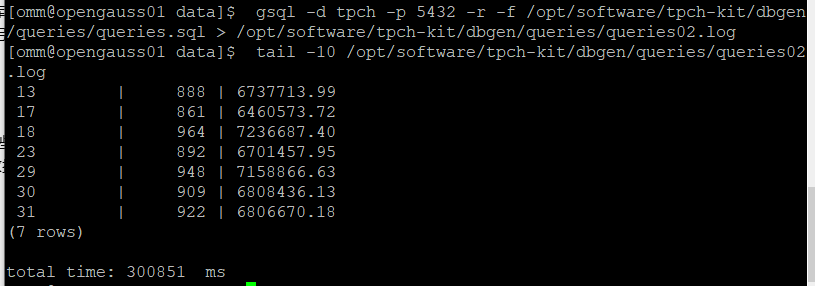 [omm@opengauss01 data]$  gsql -d tpch -p 5432 -r -f /opt/software/tpch-kit/dbgen
/queries/queries.sql > /opt/software/tpch-kit/dbgen/queries/queries02.log
[omm@opengauss01 data]$  tail -10 /opt/software/tpch-kit/dbgen/queries/queries02
.log
 13        |     888 | 6737713.99
 17        |     861 | 6460573.72
 18        |     964 | 7236687.40
 23        |     892 | 6701457.95
 29        |     948 | 7158866.63
 30        |     909 | 6808436.13
 31        |     922 | 6806670.18
(7 rows)

total time: 300851  ms